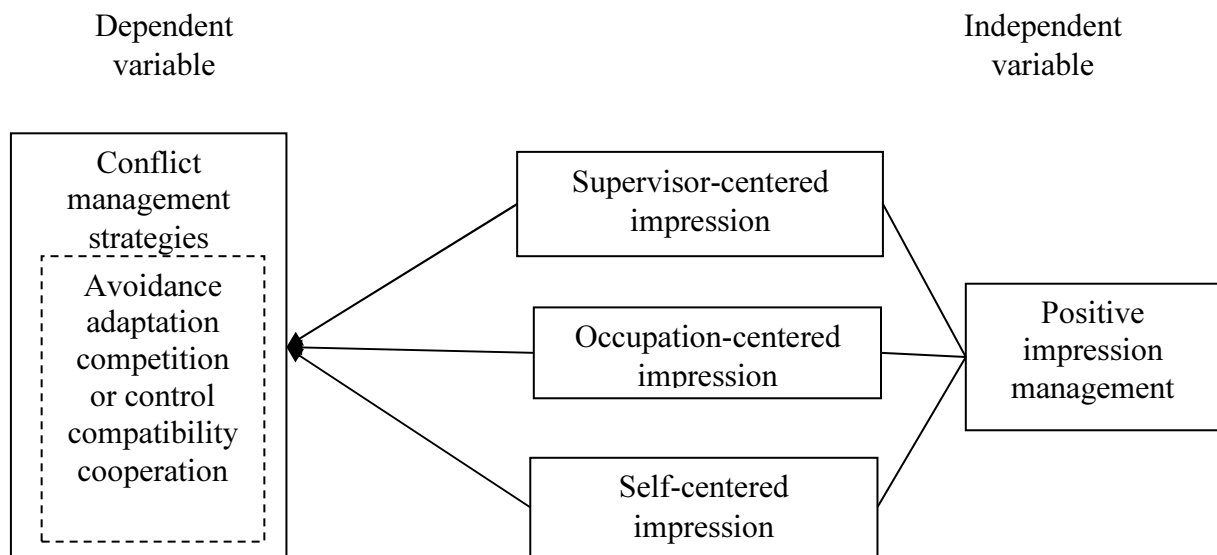 Dependent
variable
Independent
variable
Conflict
management
strategies
Avoidance
adaptation
competition
or control
compatibility
cooperation
Supervisor-centered
impression
Occupation-centered
impression
Self-centered
impression
Positive
impression
management